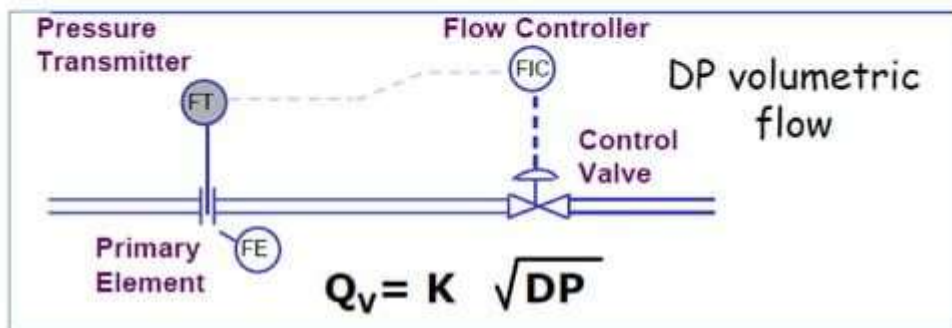 Pressure
Transmitter
Flow Controller
FT
FIC
DP volumetric
flow
Control
Valve
Primary
Element
FE
Qv = K √DP